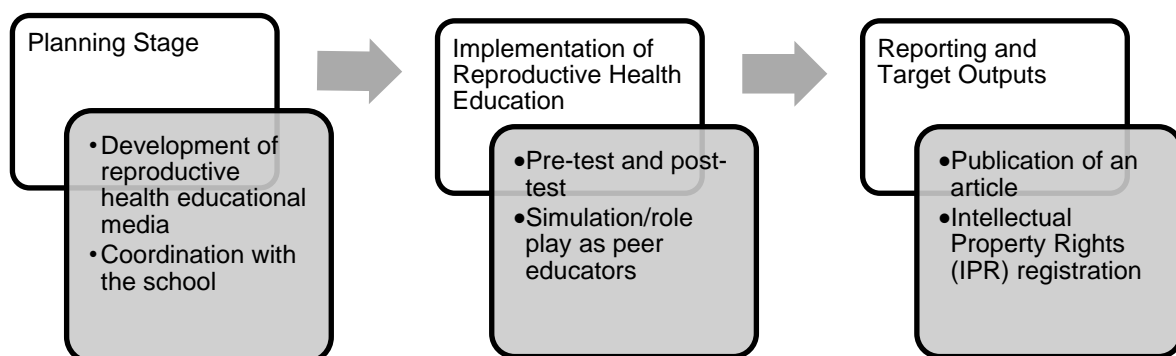 Planning Stage
• Development of
reproductive
health educational
media
• Coordination with
the school
Implementation of
Reproductive Health
Education
• Pre-test and post-
test
• Simulation/role
play as peer
educators
Reporting and
Target Outputs
• Publication of an
article
• Intellectual
Property Rights
(IPR) registration